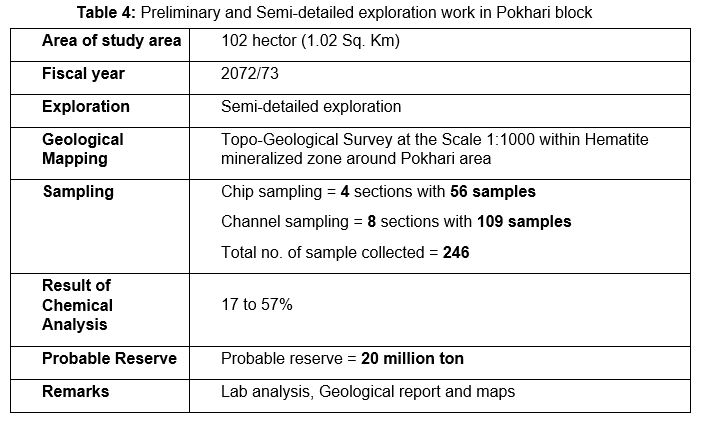 Table 4: Preliminary and Semi-detailed exploration work in Pokhari block
Area of study area 102 hector (1.02 Sq. Km)
Fiscal year 2072/73
Exploration Semi-detailed exploration
Geological Mapping Topo-Geological Survey at the Scale 1:1000 within Hematite
mineralized zone around Pokhari area
Sampling Chip sampling = 4 sections with 56 samples
Channel sampling = 8 sections with 109 samples
Total no. of sample collected = 246
Result of
Chemical
Analysis
17 to 57%
Probable Reserve Probable reserve = 20 million ton
Remarks Lab analysis, Geological report and maps